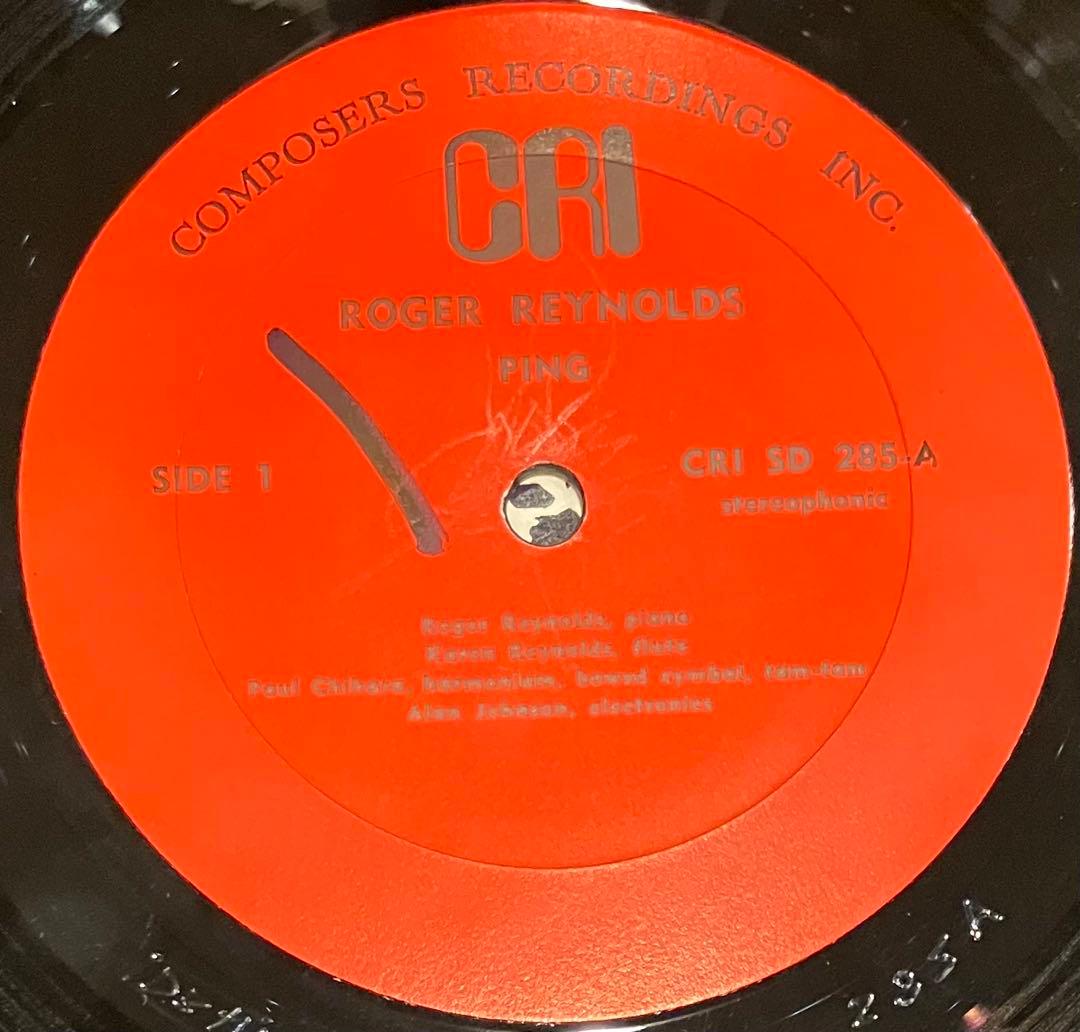 COMPOSERS RECORDINGS INC.
CRI
ROGER REYNOLDS
PING
SIDE 1
CRI SD 285-A
stereophonic
Roger Reynolds, piano
Karen Reynolds, flute
Paul Chihara, harmonium, bowed cymbal, tam-tam
Alan Johnson, electronics
285A